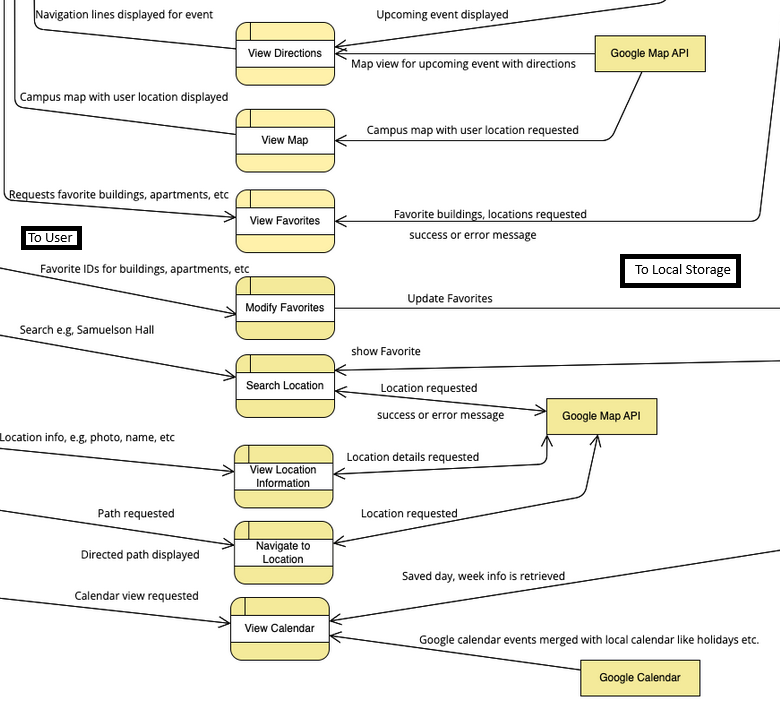 Navigation lines displayed for event
Upcoming event displayed
View Directions
Google Map API
Map view for upcoming event with directions
Campus map with user location displayed
View Map
Campus map with user location requested
Requests favorite buildings, apartments, etc
View Favorites
Favorite buildings, locations requested
success or error message
To User
To Local Storage
Favorite IDs for buildings, apartments, etc
Modify Favorites
Update Favorites
Search e.g, Samuelson Hall
show Favorite
Search Location
Location requested
success or error message
Google Map API
Location info, e.g, photo, name, etc
View Location
Information
Location details requested
Path requested
Location requested
Directed path displayed
Navigate to
Location
Calendar view requested
Saved day, week info is retrieved
View Calendar
Google calendar events merged with local calendar like holidays etc.
Google Calendar